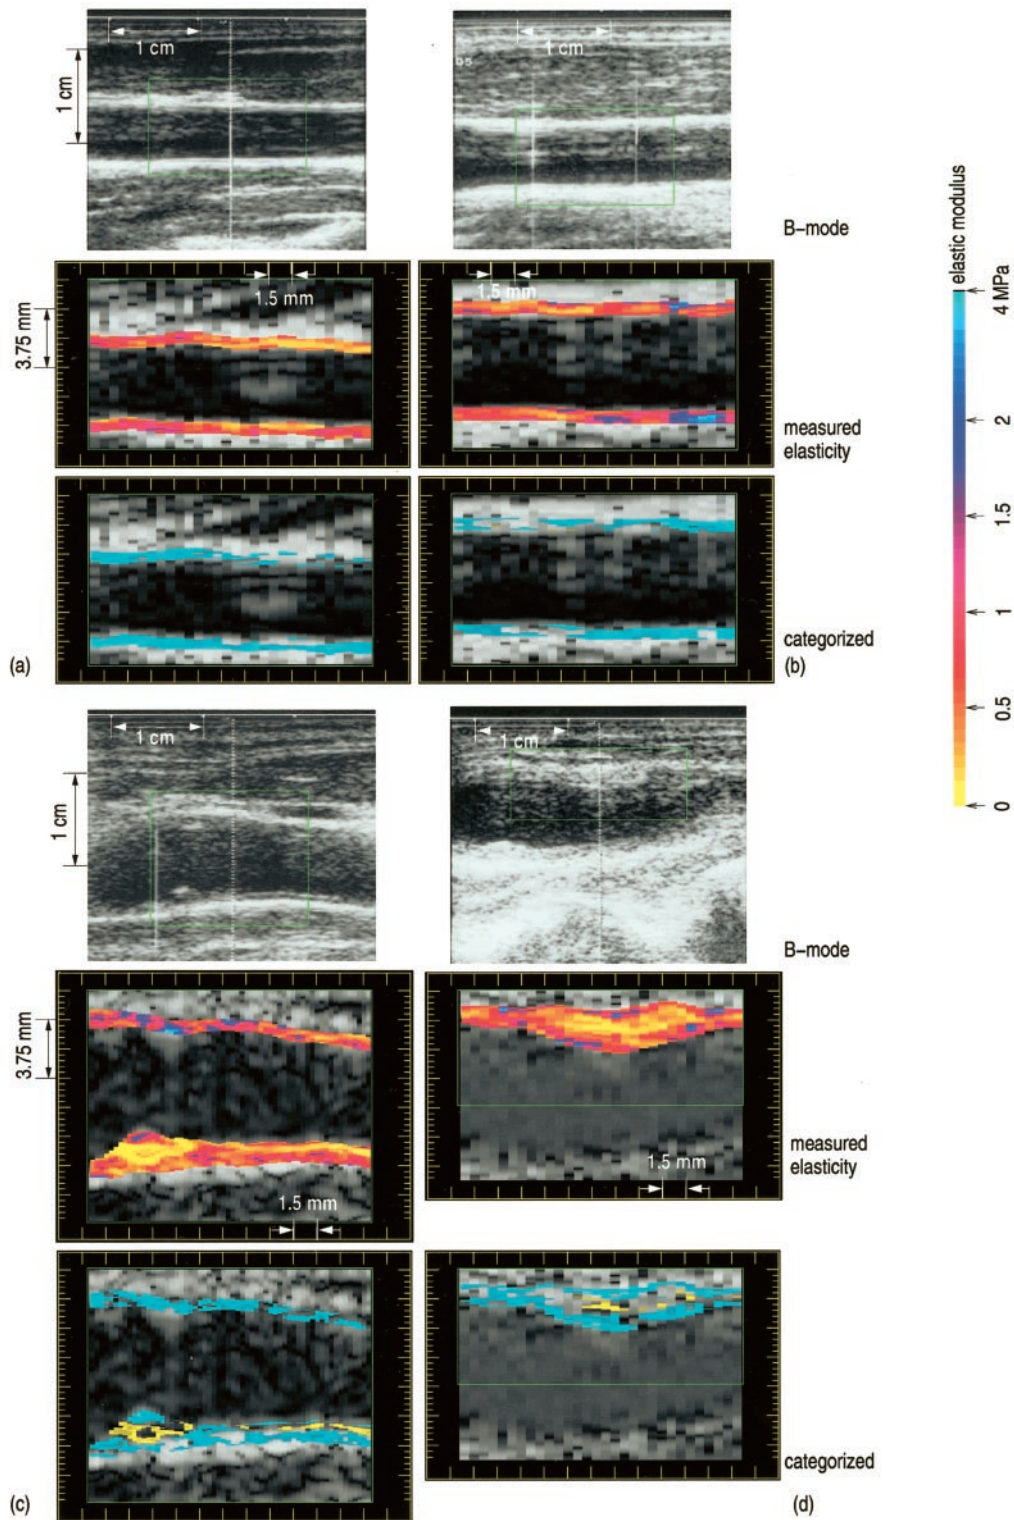 1 cm
1 cm
1 cm
B-mode
1.5 mm
1.5 mm
3.75 mm
measured
elasticity
categorized
(a)
(b)
1 cm
1 cm
1 cm
B-mode
3.75 mm
1.5 mm
1.5 mm
measured
elasticity
categorized
(c)
(d)
elastic modulus
4 MPa
2
1.5
1
0.5
0